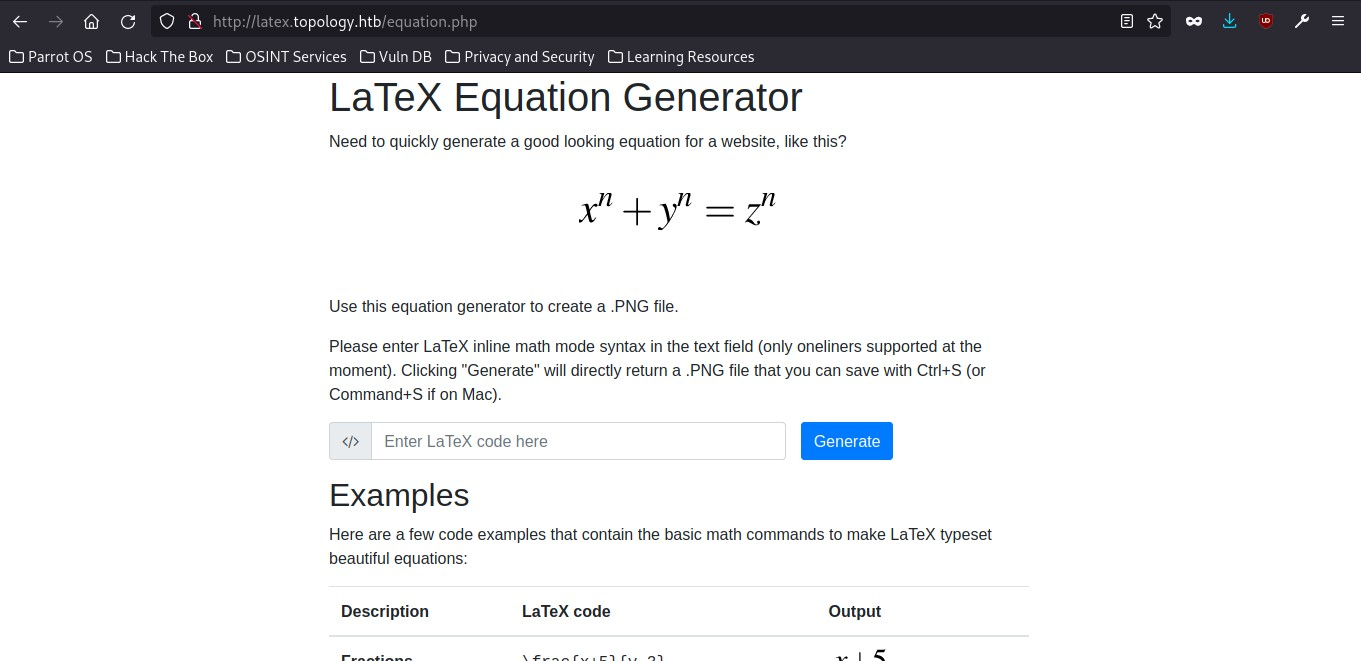 http://latex.topology.htb/equation.php
Parrot OS Hack The Box OSINT Services Vuln DB Privacy and Security Learning Resources
LaTeX Equation Generator
Need to quickly generate a good looking equation for a website, like this?
xⁿ + yⁿ = zⁿ
Use this equation generator to create a .PNG file.
Please enter LaTeX inline math mode syntax in the text field (only oneliners supported at the
moment). Clicking "Generate" will directly return a .PNG file that you can save with Ctrl+S (or
Command+S if on Mac).
</> Enter LaTeX code here Generate
Examples
Here are a few code examples that contain the basic math commands to make LaTeX typeset
beautiful equations:
Description LaTeX code Output
Fractions